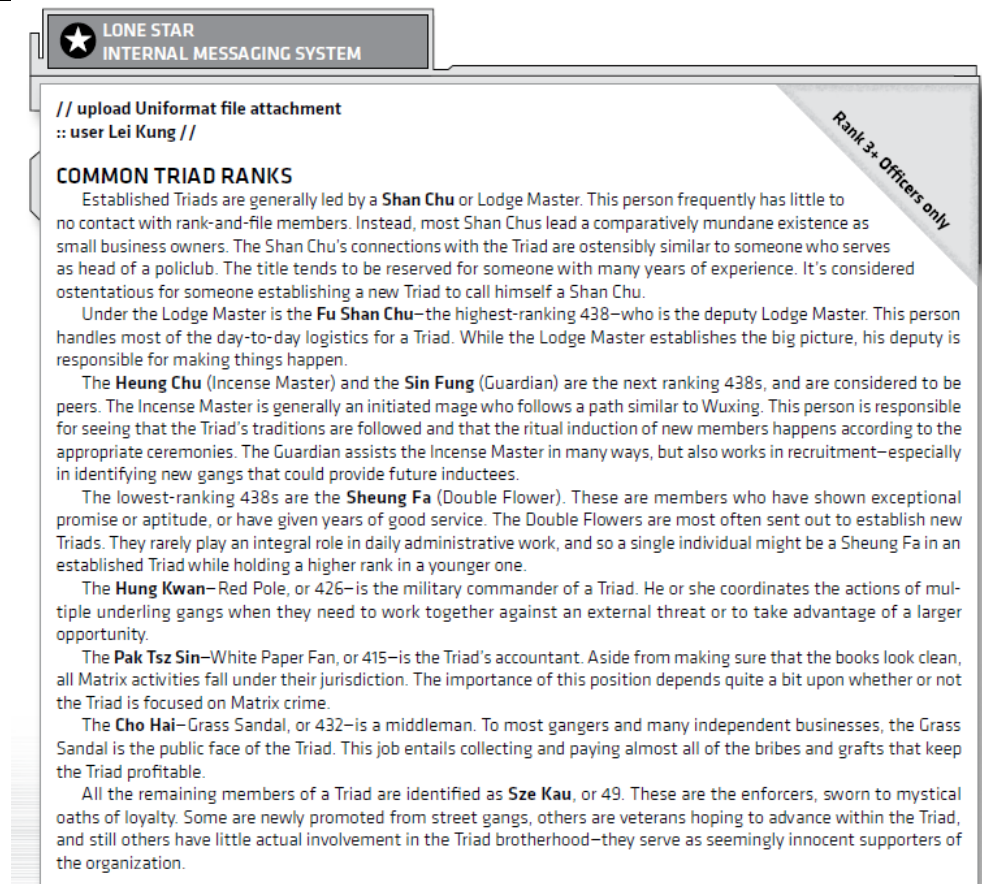 LONE STAR
INTERNAL MESSAGING SYSTEM
// upload Uniformat file attachment
:: user Lei Kung //
Rank 3+ Officers only
COMMON TRIAD RANKS
Established Triads are generally led by a Shan Chu or Lodge Master. This person frequently has little to
no contact with rank-and-file members. Instead, most Shan Chus lead a comparatively mundane existence as
small business owners. The Shan Chu's connections with the Triad are ostensibly similar to someone who serves
as head of a policlub. The title tends to be reserved for someone with many years of experience. It's considered
ostentatious for someone establishing a new Triad to call himself a Shan Chu.
Under the Lodge Master is the Fu Shan Chu—the highest-ranking 438—who is the deputy Lodge Master. This person
handles most of the day-to-day logistics for a Triad. While the Lodge Master establishes the big picture, his deputy is
responsible for making things happen.
The Heung Chu (Incense Master) and the Sin Fung (Guardian) are the next ranking 438s, and are considered to be
peers. The Incense Master is generally an initiated mage who follows a path similar to Wuxing. This person is responsible
for seeing that the Triad's traditions are followed and that the ritual induction of new members happens according to the
appropriate ceremonies. The Guardian assists the Incense Master in many ways, but also works in recruitment—especially
in identifying new gangs that could provide future inductees.
The lowest-ranking 438s are the Sheung Fa (Double Flower). These are members who have shown exceptional
promise or aptitude, or have given years of good service. The Double Flowers are most often sent out to establish new
Triads. They rarely play an integral role in daily administrative work, and so a single individual might be a Sheung Fa in an
established Triad while holding a higher rank in a younger one.
The Hung Kwan—Red Pole, or 426—is the military commander of a Triad. He or she coordinates the actions of mul-
tiple underling gangs when they need to work together against an external threat or to take advantage of a larger
opportunity.
The Pak Tsz Sin—White Paper Fan, or 415—is the Triad's accountant. Aside from making sure that the books look clean,
all Matrix activities fall under their jurisdiction. The importance of this position depends quite a bit upon whether or not
the Triad is focused on Matrix crime.
The Cho Hai—Grass Sandal, or 432—is a middleman. To most gangers and many independent businesses, the Grass
Sandal is the public face of the Triad. This job entails collecting and paying almost all of the bribes and grafts that keep
the Triad profitable.
All the remaining members of a Triad are identified as Sze Kau, or 49. These are the enforcers, sworn to mystical
oaths of loyalty. Some are newly promoted from street gangs, others are veterans hoping to advance within the Triad,
and still others have little actual involvement in the Triad brotherhood—they serve as seemingly innocent supporters of
the organization.